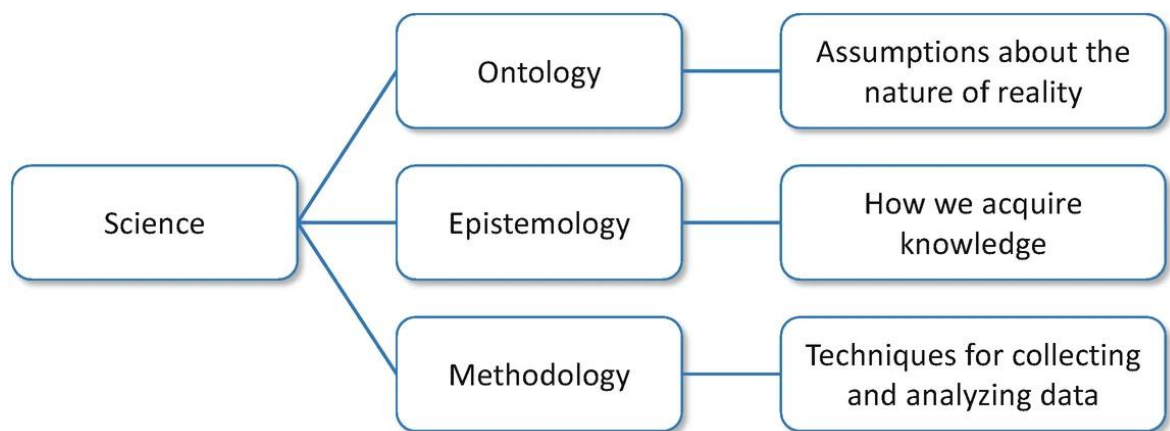 Science
Ontology
Assumptions about the
nature of reality
Epistemology
How we acquire
knowledge
Methodology
Techniques for collecting
and analyzing data